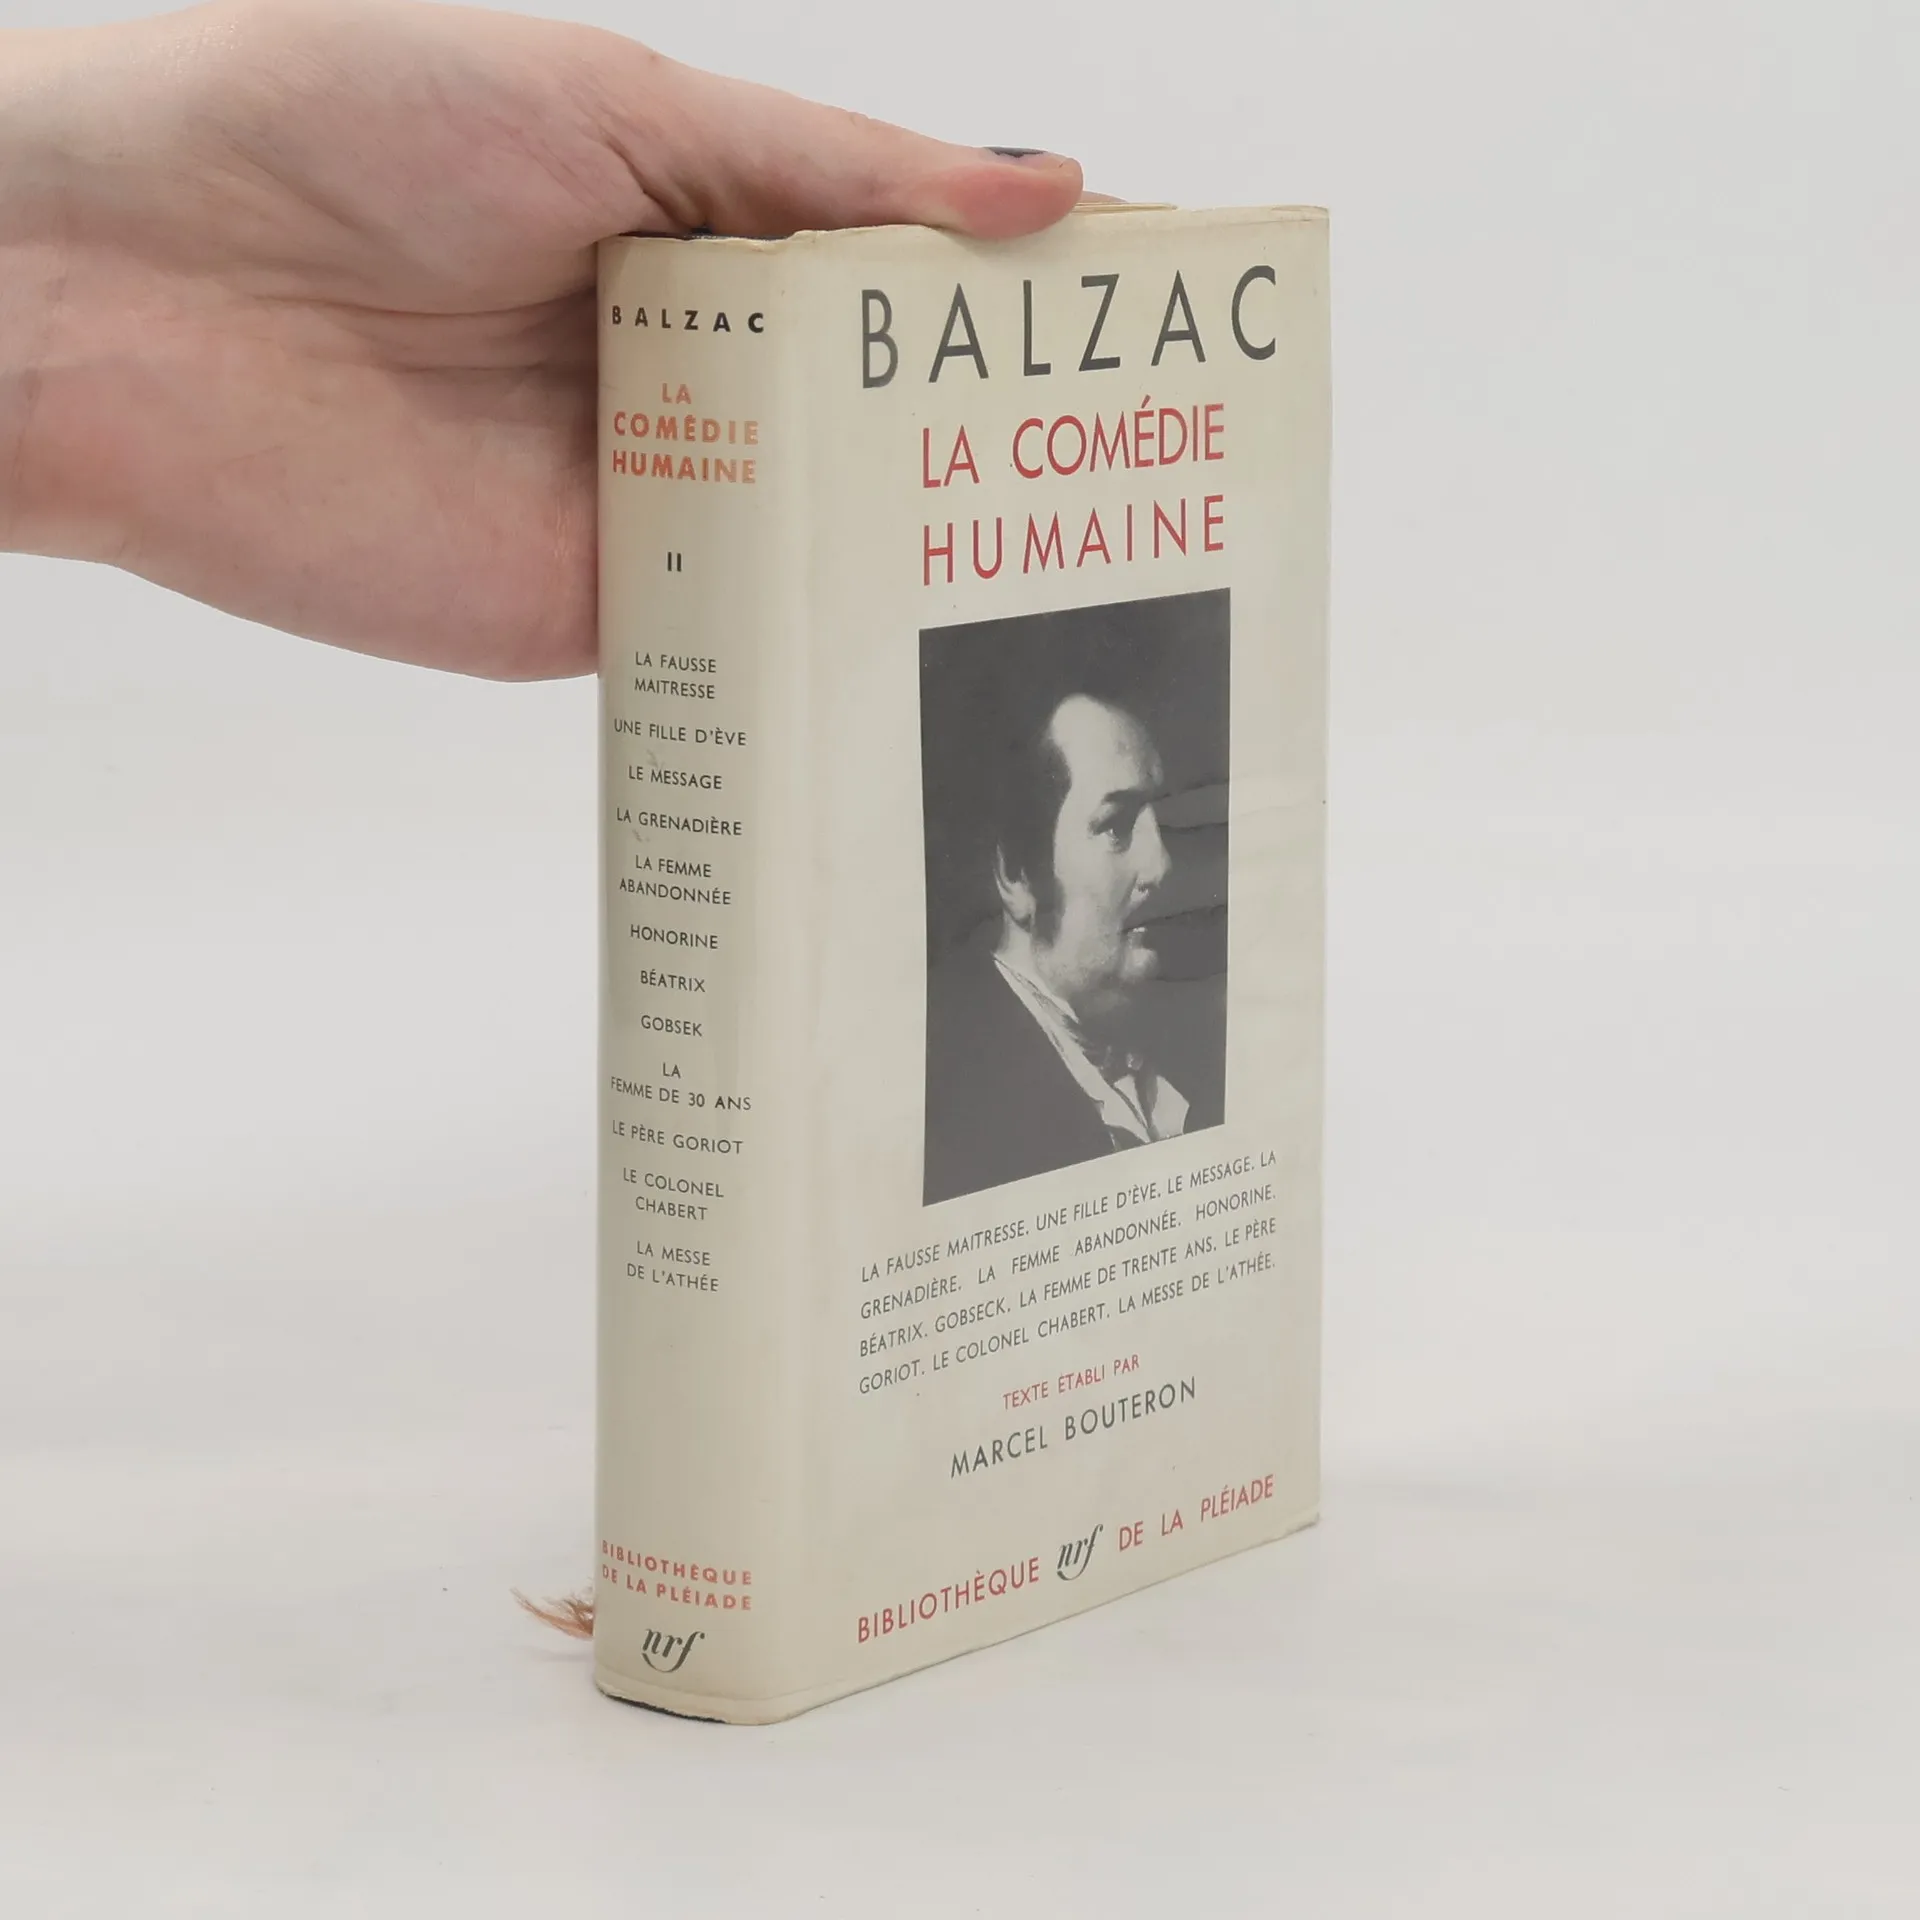 BALZAC
LA
COMÉDIE
HUMAINE
II
LA FAUSSE
MAITRESSE
UNE FILLE D'ÈVE
LE MESSAGE
LA GRENADIÈRE
LA FEMME
ABANDONNÉE
HONORINE
BÉATRIX
GOBSEK
LA
FEMME DE 30 ANS
LE PÈRE GORIOT
LE COLONEL
CHABERT
LA MESSE
DE L'ATHÉE
BIBLIOTHÈQUE
DE LA PLÉIADE
nrf
BALZAC
LA COMÉDIE
HUMAINE
LA FAUSSE MAITRESSE. UNE FILLE D'ÈVE. LE MESSAGE. LA
GRENADIÈRE. LA FEMME ABANDONNÉE. HONORINE.
BÉATRIX. GOBSECK. LA FEMME DE TRENTE ANS. LE PÈRE
GORIOT. LE COLONEL CHABERT. LA MESSE DE L'ATHÉE.
TEXTE ÉTABLI PAR
MARCEL BOUTERON
BIBLIOTHÈQUE nrf DE LA PLÉIADE